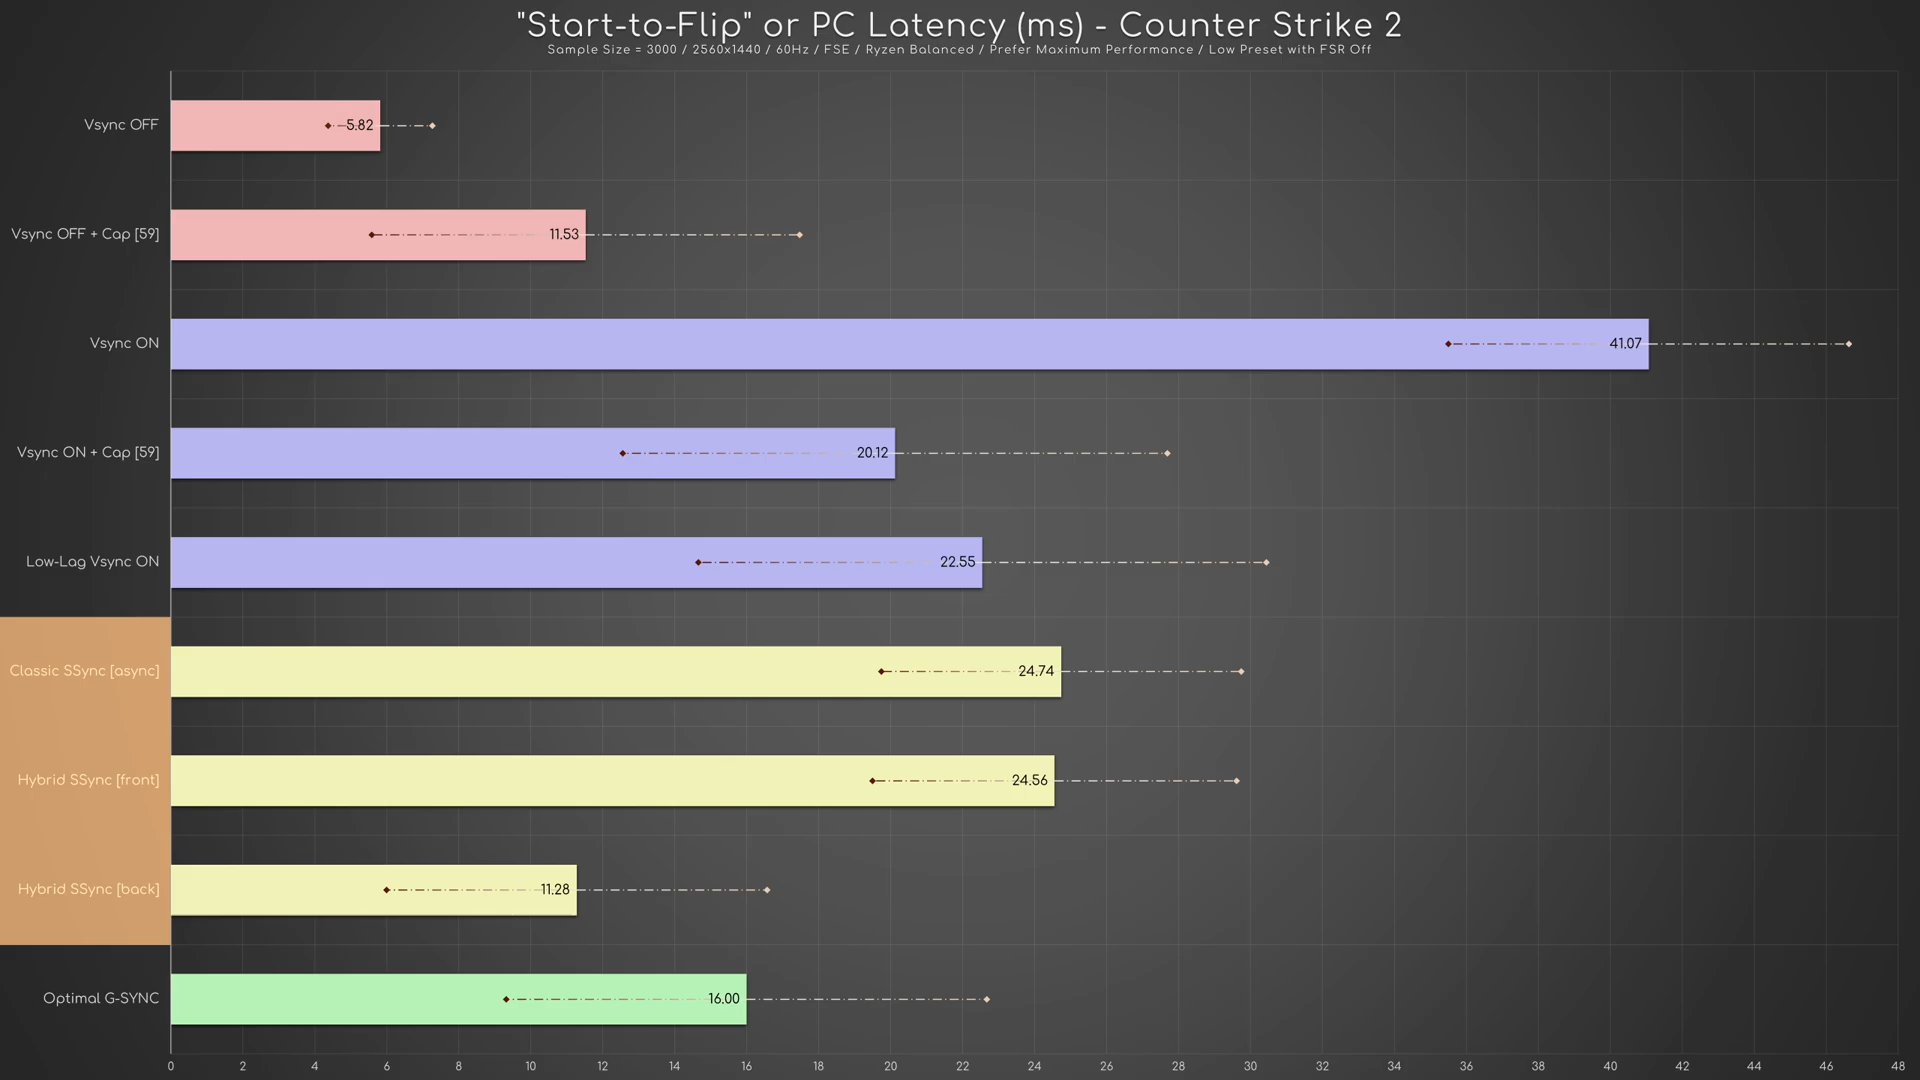 "Start-to-Flip" or PC Latency (ms) - Counter Strike 2
Sample Size = 3000 / 2560x1440 / 60Hz / FSE / Ryzen Balanced / Prefer Maximum Performance / Low Preset with FSR Off
Vsync OFF 5.82
Vsync OFF + Cap [59] 11.53
Vsync ON 41.07
Vsync ON + Cap [59] 20.12
Low-Lag Vsync ON 22.55
Classic SSync [async] 24.74
Hybrid SSync [front] 24.56
Hybrid SSync [back] 11.28
Optimal G-SYNC 16.00
0 2 4 6 8 10 12 14 16 18 20 22 24 26 28 30 32 34 36 38 40 42 44 46 48